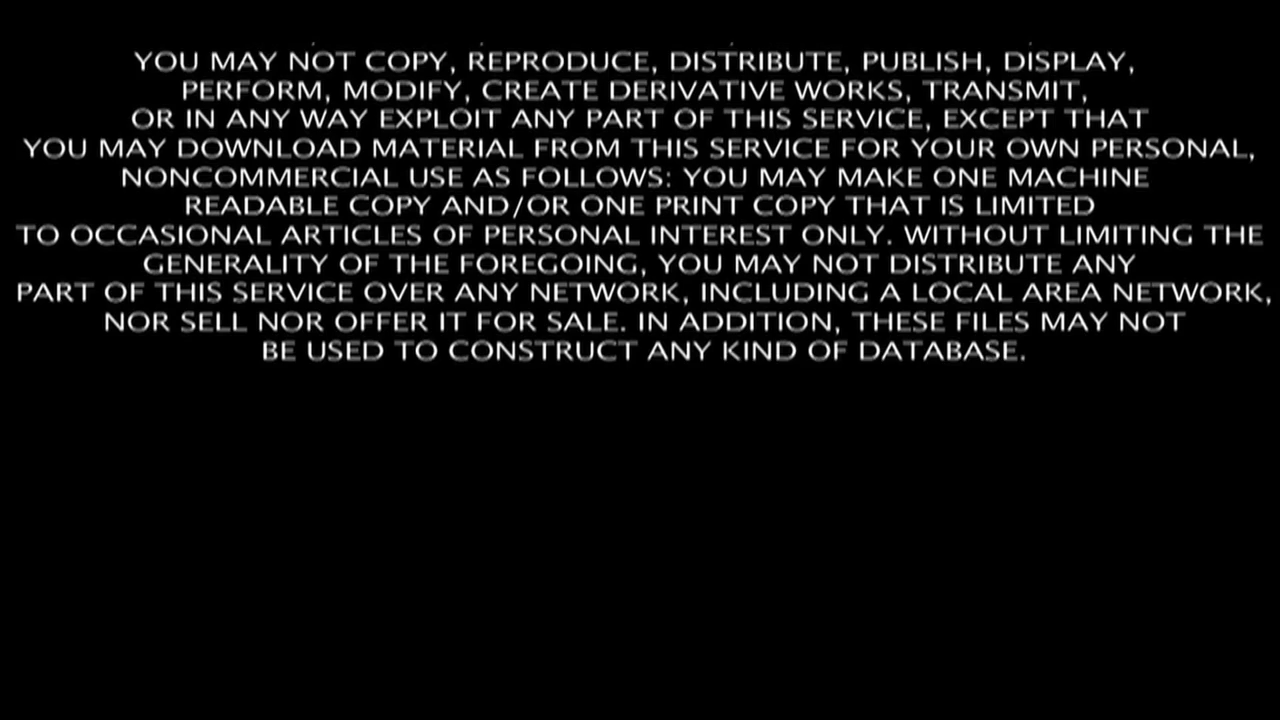 YOU MAY NOT COPY, REPRODUCE, DISTRIBUTE, PUBLISH, DISPLAY,
PERFORM, MODIFY, CREATE DERIVATIVE WORKS, TRANSMIT,
OR IN ANY WAY EXPLOIT ANY PART OF THIS SERVICE, EXCEPT THAT
YOU MAY DOWNLOAD MATERIAL FROM THIS SERVICE FOR YOUR OWN PERSONAL,
NONCOMMERCIAL USE AS FOLLOWS: YOU MAY MAKE ONE MACHINE
READABLE COPY AND/OR ONE PRINT COPY THAT IS LIMITED
TO OCCASIONAL ARTICLES OF PERSONAL INTEREST ONLY. WITHOUT LIMITING THE
GENERALITY OF THE FOREGOING, YOU MAY NOT DISTRIBUTE ANY
PART OF THIS SERVICE OVER ANY NETWORK, INCLUDING A LOCAL AREA NETWORK,
NOR SELL NOR OFFER IT FOR SALE. IN ADDITION, THESE FILES MAY NOT
BE USED TO CONSTRUCT ANY KIND OF DATABASE.